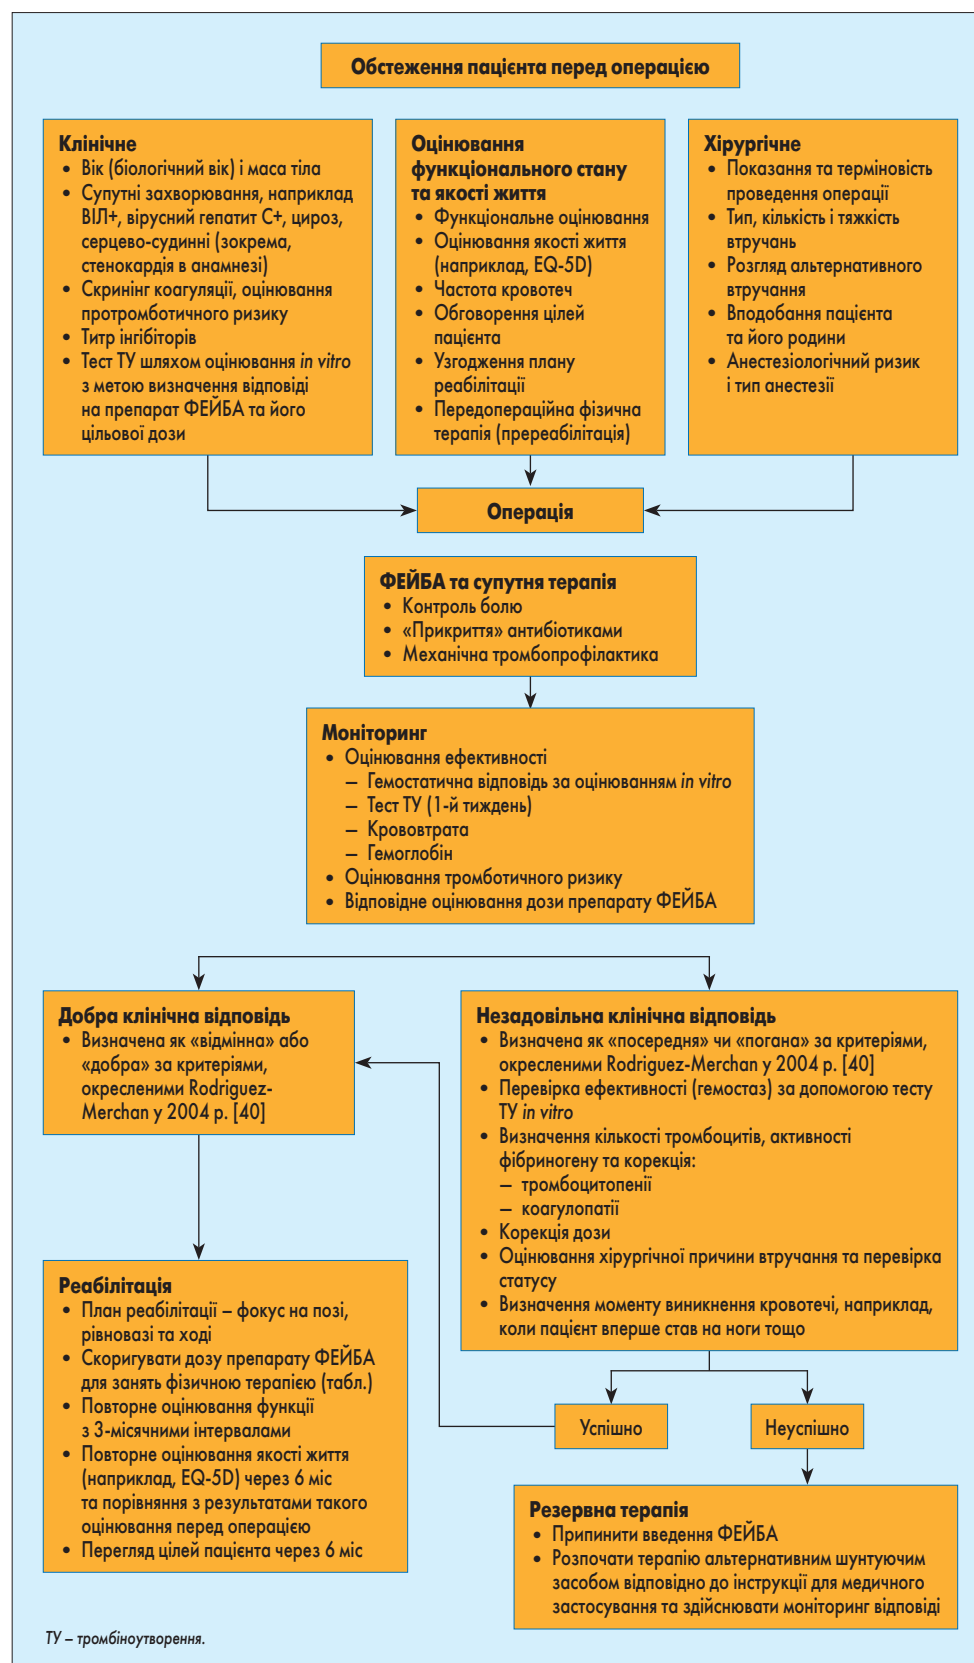 Обстеження пацієнта перед операцією
Клінічне
• Вік (біологічний вік) і маса тіла
• Супутні захворювання, наприклад
ВІЛ+, вірусний гепатит С+, цироз,
серцево-судинні (зокрема,
стенокардія в анамнезі)
• Скринінг коагуляції, оцінювання
протромботичного ризику
• Титр інгібіторів
• Тест ТУ шляхом оцінювання in vitro
з метою визначення відповіді
на препарат ФЕЙБА та його
цільової дози
Оцінювання
функціонального стану
та якості життя
• Функціональне оцінювання
• Оцінювання якості життя
(наприклад, EQ-5D)
• Частота кровотеч
• Обговорення цілей
пацієнта
• Узгодження плану
реабілітації
• Передопераційна фізична
терапія (пререабілітація)
Хірургічне
• Показання та терміновість
проведення операції
• Тип, кількість і тяжкість
втручань
• Розгляд альтернативного
втручання
• Вподобання пацієнта
та його родини
• Анестезіологічний ризик
і тип анестезії
Операція
ФЕЙБА та супутня терапія
• Контроль болю
• «Прикриття» антибіотиками
• Механічна тромбопрофілактика
Моніторинг
• Оцінювання ефективності
— Гемостатична відповідь за оцінюванням in vitro
— Тест ТУ (1-й тиждень)
— Крововтрата
— Гемоглобін
• Оцінювання тромботичного ризику
• Відповідне оцінювання дози препарату ФЕЙБА
Добра клінічна відповідь
• Визначена як «відмінна» або
«добра» за критеріями,
окресленими Rodriguez-
Merchan у 2004 р. [40]
Незадовільна клінічна відповідь
• Визначена як «посередня» чи «погана» за критеріями,
окресленими Rodriguez-Merchan у 2004 р. [40]
• Перевірка ефективності (гемостаз) за допомогою тесту
ТУ in vitro
• Визначення кількості тромбоцитів, активності
фібриногену та корекція:
— тромбоцитопенії
— коагулопатії
• Корекція дози
• Оцінювання хірургічної причини втручання та перевірка
статусу
• Визначення моменту виникнення кровотечі, наприклад,
коли пацієнт вперше став на ноги тощо
Реабілітація
• План реабілітації – фокус на позі,
рівновазі та ході
• Скоригувати дозу препарату ФЕЙБА
для занять фізичною терапією (табл.)
• Повторне оцінювання функції
з 3-місячними інтервалами
• Повторне оцінювання якості життя
(наприклад, EQ-5D) через 6 міс
та порівняння з результатами такого
оцінювання перед операцією
• Перегляд цілей пацієнта через 6 міс
Успішно
Неуспішно
Резервна терапія
• Припинити введення ФЕЙБА
• Розпочати терапію альтернативним шунтуючим
засобом відповідно до інструкції для медичного
застосування та здійснювати моніторинг відповіді
ТУ – тромбіноутворення.